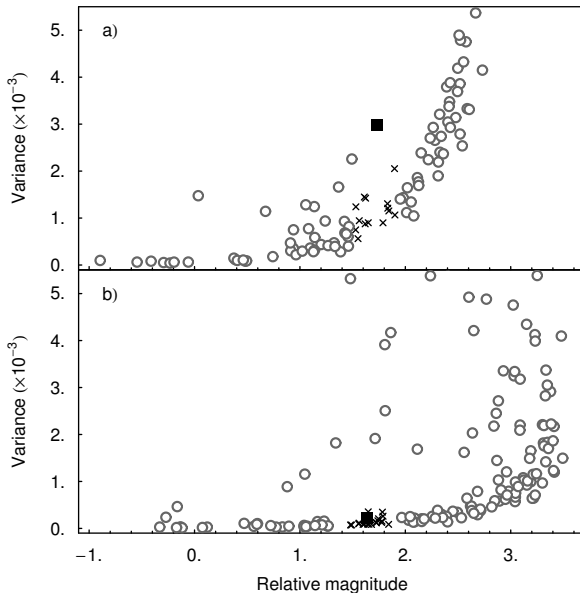 a)
5.
4.
3.
2.
1.
0.
Variance (×10⁻³)
b)
5.
4.
3.
2.
1.
0.
Variance (×10⁻³)
−1. 0. 1. 2. 3.
Relative magnitude